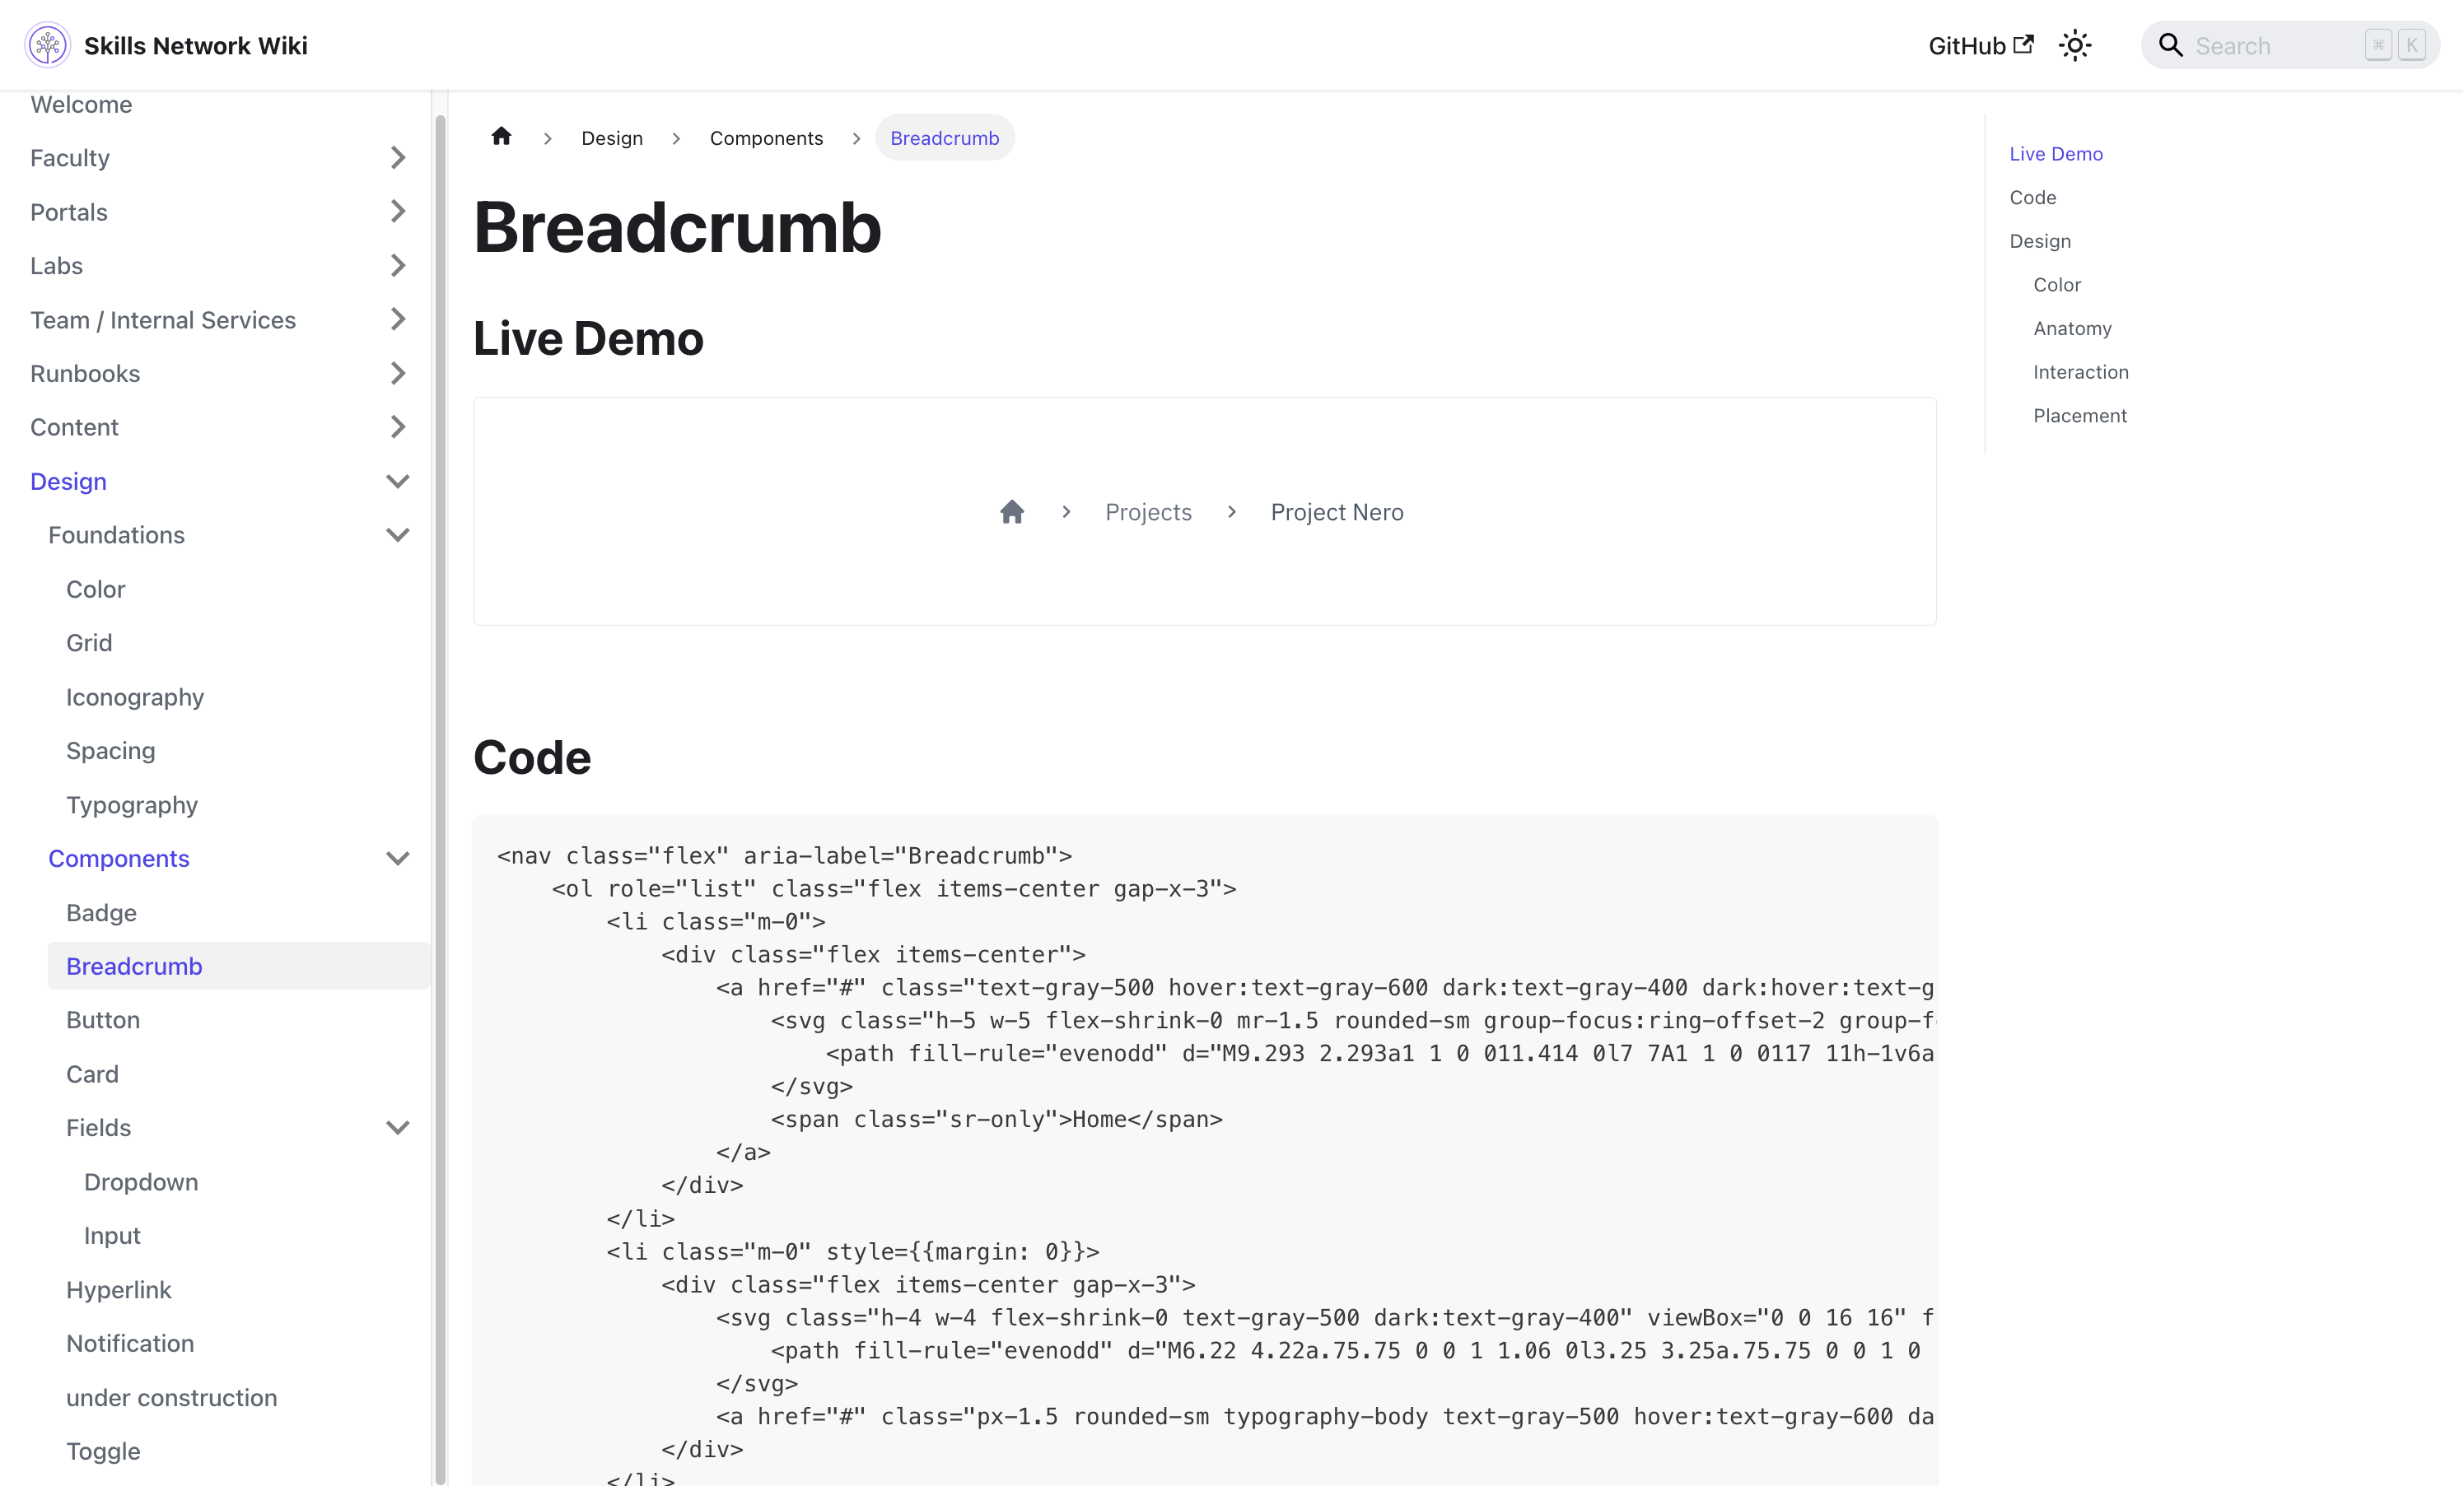 Skills Network Wiki
GitHub
Search
⌘ K
Welcome
Faculty
Portals
Labs
Team / Internal Services
Runbooks
Content
Design
Foundations
Color
Grid
Iconography
Spacing
Typography
Components
Badge
Breadcrumb
Button
Card
Fields
Dropdown
Input
Hyperlink
Notification
under construction
Toggle
Design
Components
Breadcrumb
Breadcrumb
Live Demo
Projects
Project Nero
Code
<nav class="flex" aria-label="Breadcrumb">
    <ol role="list" class="flex items-center gap-x-3">
        <li class="m-0">
            <div class="flex items-center">
                <a href="#" class="text-gray-500 hover:text-gray-600 dark:text-gray-400 dark:hover:text-g
                    <svg class="h-5 w-5 flex-shrink-0 mr-1.5 rounded-sm group-focus:ring-offset-2 group-f
                        <path fill-rule="evenodd" d="M9.293 2.293a1 1 0 011.414 0l7 7A1 1 0 0117 11h-1v6a
                    </svg>
                    <span class="sr-only">Home</span>
                </a>
            </div>
        </li>
        <li class="m-0" style={{margin: 0}}>
            <div class="flex items-center gap-x-3">
                <svg class="h-4 w-4 flex-shrink-0 text-gray-500 dark:text-gray-400" viewBox="0 0 16 16" f
                    <path fill-rule="evenodd" d="M6.22 4.22a.75.75 0 0 1 1.06 0l3.25 3.25a.75.75 0 0 1 0
                </svg>
                <a href="#" class="px-1.5 rounded-sm typography-body text-gray-500 hover:text-gray-600 da
            </div>
        </li>
Live Demo
Code
Design
Color
Anatomy
Interaction
Placement